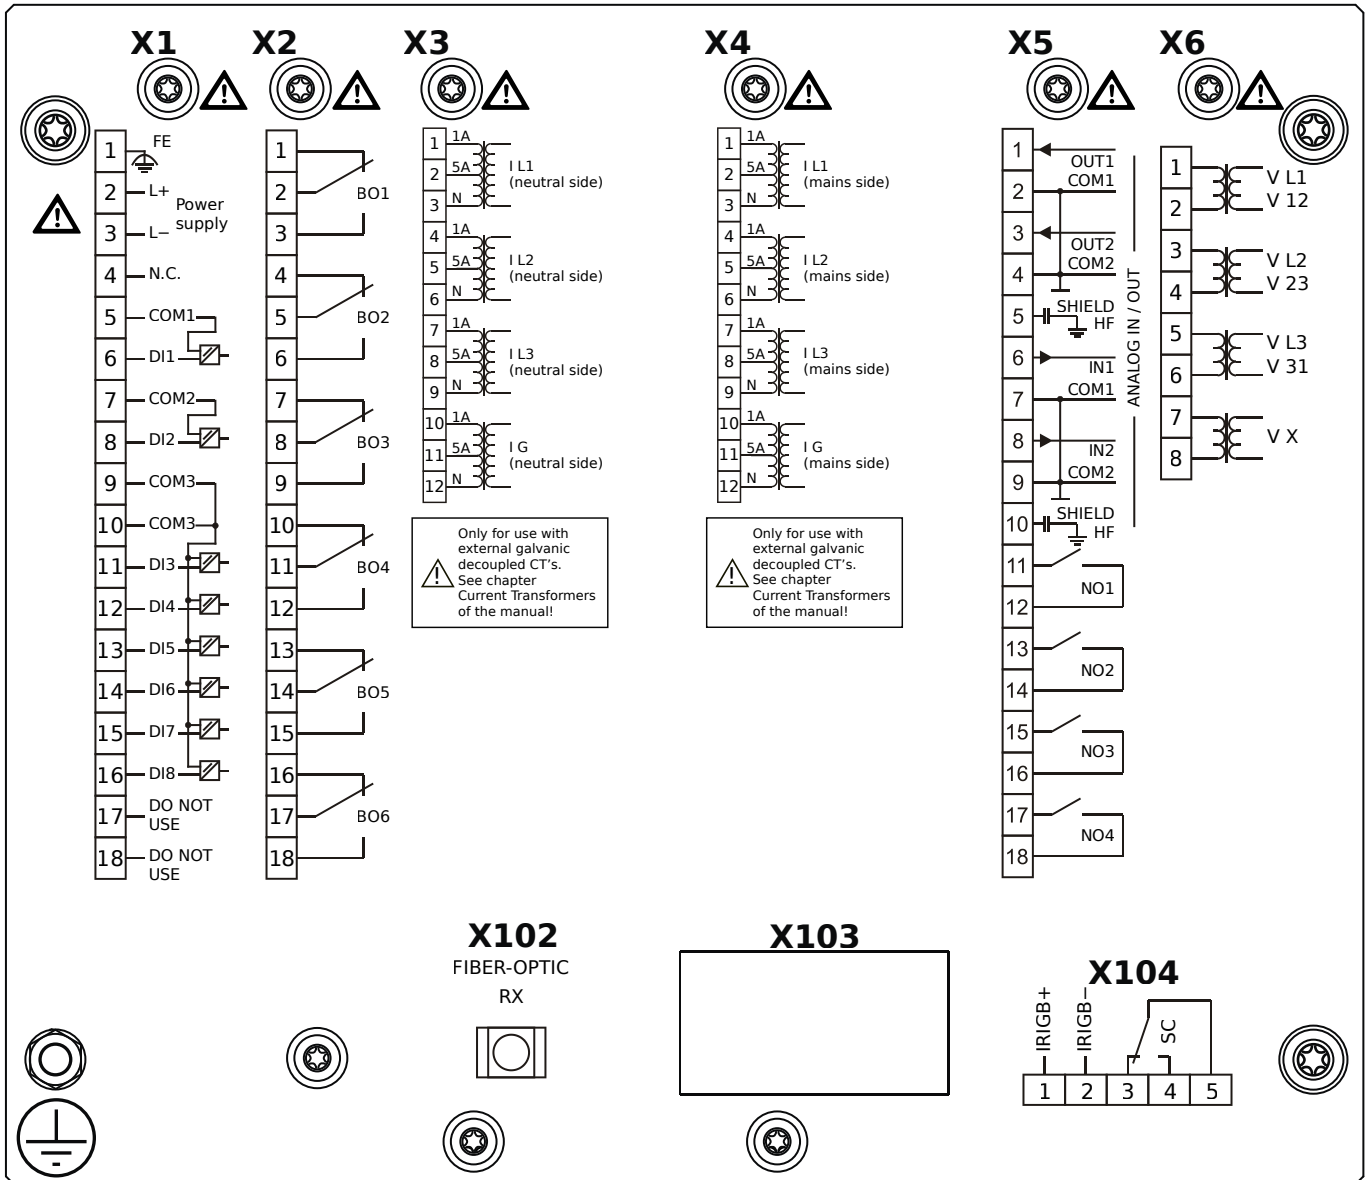 X1
X2
X3
X4
X5
X6
1
FE
2
L+
Power
supply
3
L−
4
N.C.
5
COM1
6
DI1
7
COM2
8
DI2
9
COM3
10
COM3
11
DI3
12
DI4
13
DI5
14
DI6
15
DI7
16
DI8
17
DO NOT
USE
18
DO NOT
USE
1
2
BO1
3
4
5
BO2
6
7
8
BO3
9
10
11
BO4
12
13
14
BO5
15
16
17
BO6
18
1
1A
2
5A
I L1
(neutral side)
3
N
4
1A
5
5A
I L2
(neutral side)
6
N
7
1A
8
5A
I L3
(neutral side)
9
N
10
1A
11
5A
I G
(neutral side)
12
N
Only for use with
external galvanic
decoupled CT’s.
See chapter
Current Transformers
of the manual!
1
1A
2
5A
I L1
(mains side)
3
N
4
1A
5
5A
I L2
(mains side)
6
N
7
1A
8
5A
I L3
(mains side)
9
N
10
1A
11
5A
I G
(mains side)
12
N
Only for use with
external galvanic
decoupled CT’s.
See chapter
Current Transformers
of the manual!
1
OUT1
2
COM1
3
OUT2
4
COM2
5
SHIELD
HF
6
IN1
7
COM1
8
IN2
9
COM2
10
SHIELD
HF
ANALOG IN / OUT
11
NO1
12
13
NO2
14
15
NO3
16
17
NO4
18
1
V L1
2
V 12
3
V L2
4
V 23
5
V L3
6
V 31
7
V X
8
X102
FIBER-OPTIC
RX
X103
X104
IRIGB+
IRIGB−
SC
1 2 3 4 5